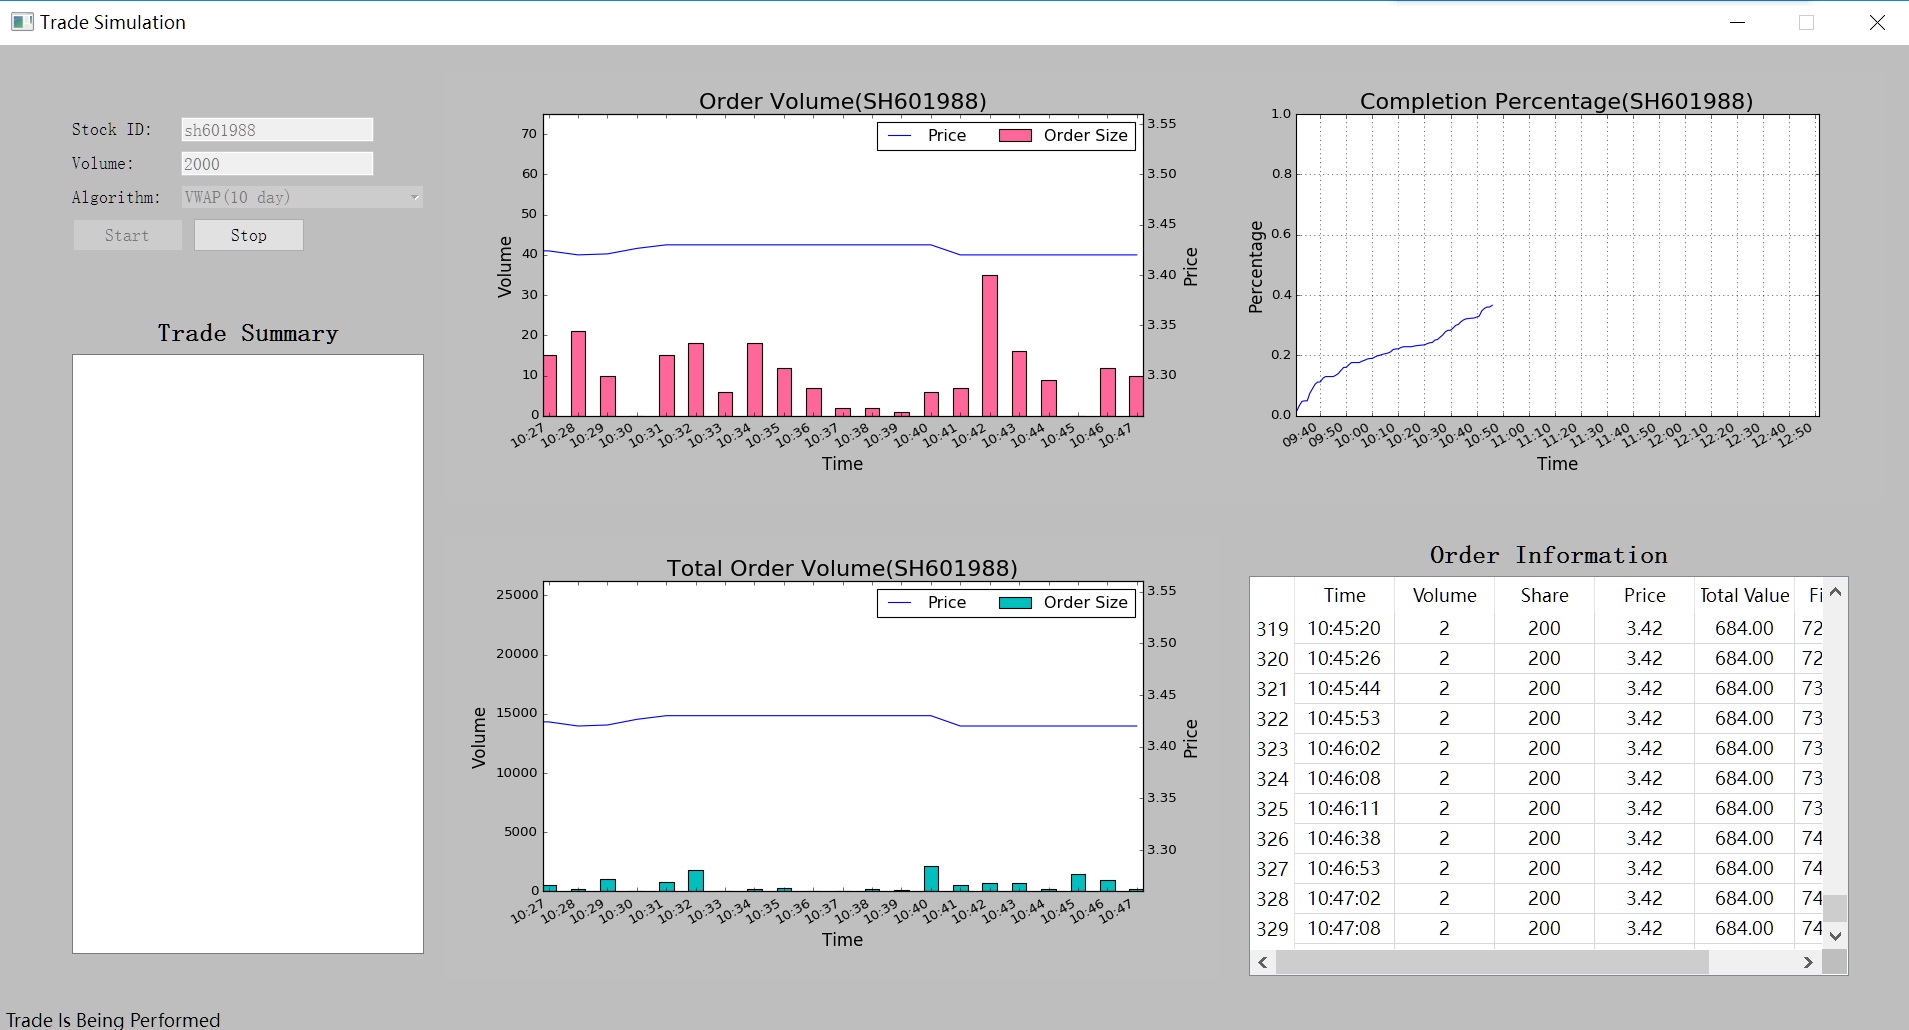 Trade Simulation
Stock ID: sh601988
Volume: 2000
Algorithm: VWAP(10 day)
Start Stop
Trade Summary
Order Volume(SH601988)
Price Order Size
70
60
50
40
30
20
10
0
Volume
3.55
3.50
3.45
3.40
3.35
3.30
Price
10:27 10:28 10:29 10:30 10:31 10:32 10:33 10:34 10:35 10:36 10:37 10:38 10:39 10:40 10:41 10:42 10:43 10:44 10:45 10:46 10:47
Time
Completion Percentage(SH601988)
1.0
0.8
0.6
0.4
0.2
0.0
Percentage
09:40 09:50 10:00 10:10 10:20 10:30 10:40 10:50 11:00 11:10 11:20 11:30 11:40 11:50 12:00 12:10 12:20 12:30 12:40 12:50
Time
Total Order Volume(SH601988)
Price Order Size
25000
20000
15000
10000
5000
0
Volume
3.55
3.50
3.45
3.40
3.35
3.30
Price
10:27 10:28 10:29 10:30 10:31 10:32 10:33 10:34 10:35 10:36 10:37 10:38 10:39 10:40 10:41 10:42 10:43 10:44 10:45 10:46 10:47
Time
Order Information
Time Volume Share Price Total Value Fi
319 10:45:20 2 200 3.42 684.00 72
320 10:45:26 2 200 3.42 684.00 72
321 10:45:44 2 200 3.42 684.00 73
322 10:45:53 2 200 3.42 684.00 73
323 10:46:02 2 200 3.42 684.00 73
324 10:46:08 2 200 3.42 684.00 73
325 10:46:11 2 200 3.42 684.00 73
326 10:46:38 2 200 3.42 684.00 74
327 10:46:53 2 200 3.42 684.00 74
328 10:47:02 2 200 3.42 684.00 74
329 10:47:08 2 200 3.42 684.00 74
Trade Is Being Performed